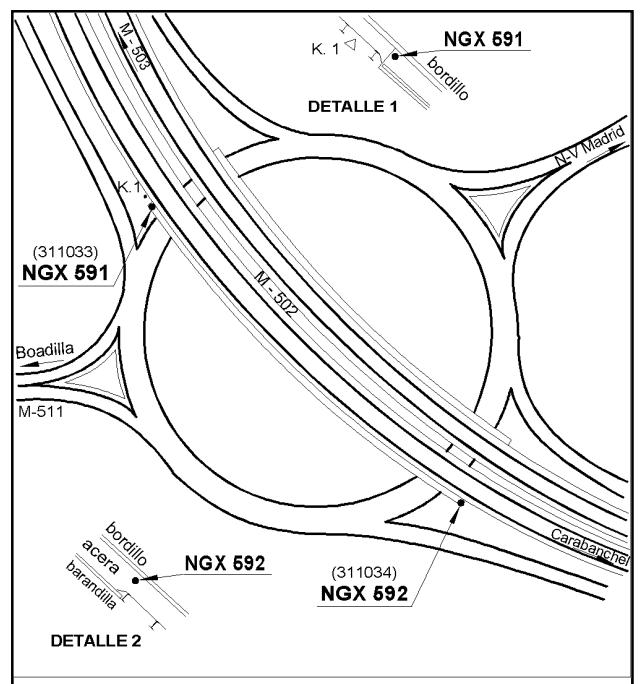 M - 503
K. 1
NGX 591
bordillo
DETALLE 1
N-V Madrid
K.1
(311033)
NGX 591
M - 502
Boadilla
M-511
Carabanchel
bordillo
acera
barandilla
NGX 592
(311034)
NGX 592
DETALLE 2